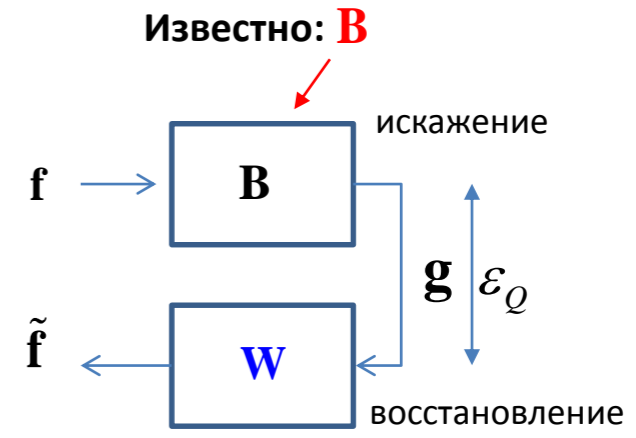 Известно: B
искажение
f
B
g ε_Q
f̃
W
восстановление